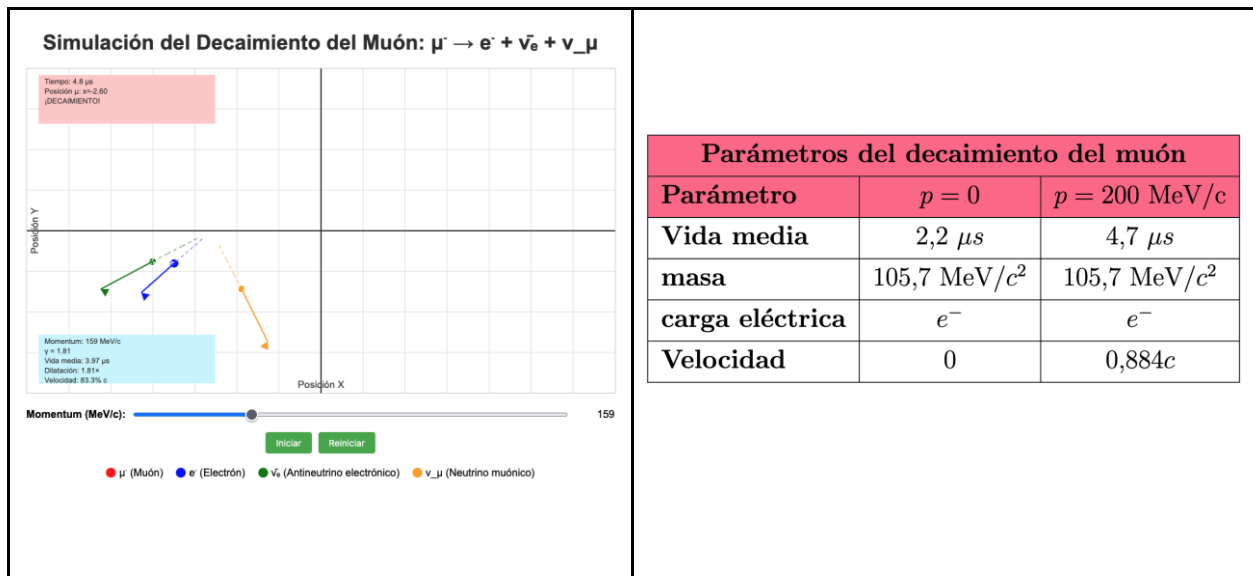 Simulación del Decaimiento del Muón: μ⁻ → e⁻ + ν̄ₑ + ν_μ
Tiempo: 4.8 μs
Posición μ: x=-2.60
¡DECAIMIENTO!
Posición Y
Momentum: 159 MeV/c
γ = 1.81
Vida media: 3.97 μs
Dilatación: 1.81×
Velocidad: 83.3% c
Posición X
Momentum (MeV/c): 159
Iniciar Reiniciar
μ⁻ (Muón) e⁻ (Electrón) ν̄ₑ (Antineutrino electrónico) ν_μ (Neutrino muónico)
Parámetros del decaimiento del muón
Parámetro p = 0 p = 200 MeV/c
Vida media 2,2 μs 4,7 μs
masa 105,7 MeV/c² 105,7 MeV/c²
carga eléctrica e⁻ e⁻
Velocidad 0 0,884c